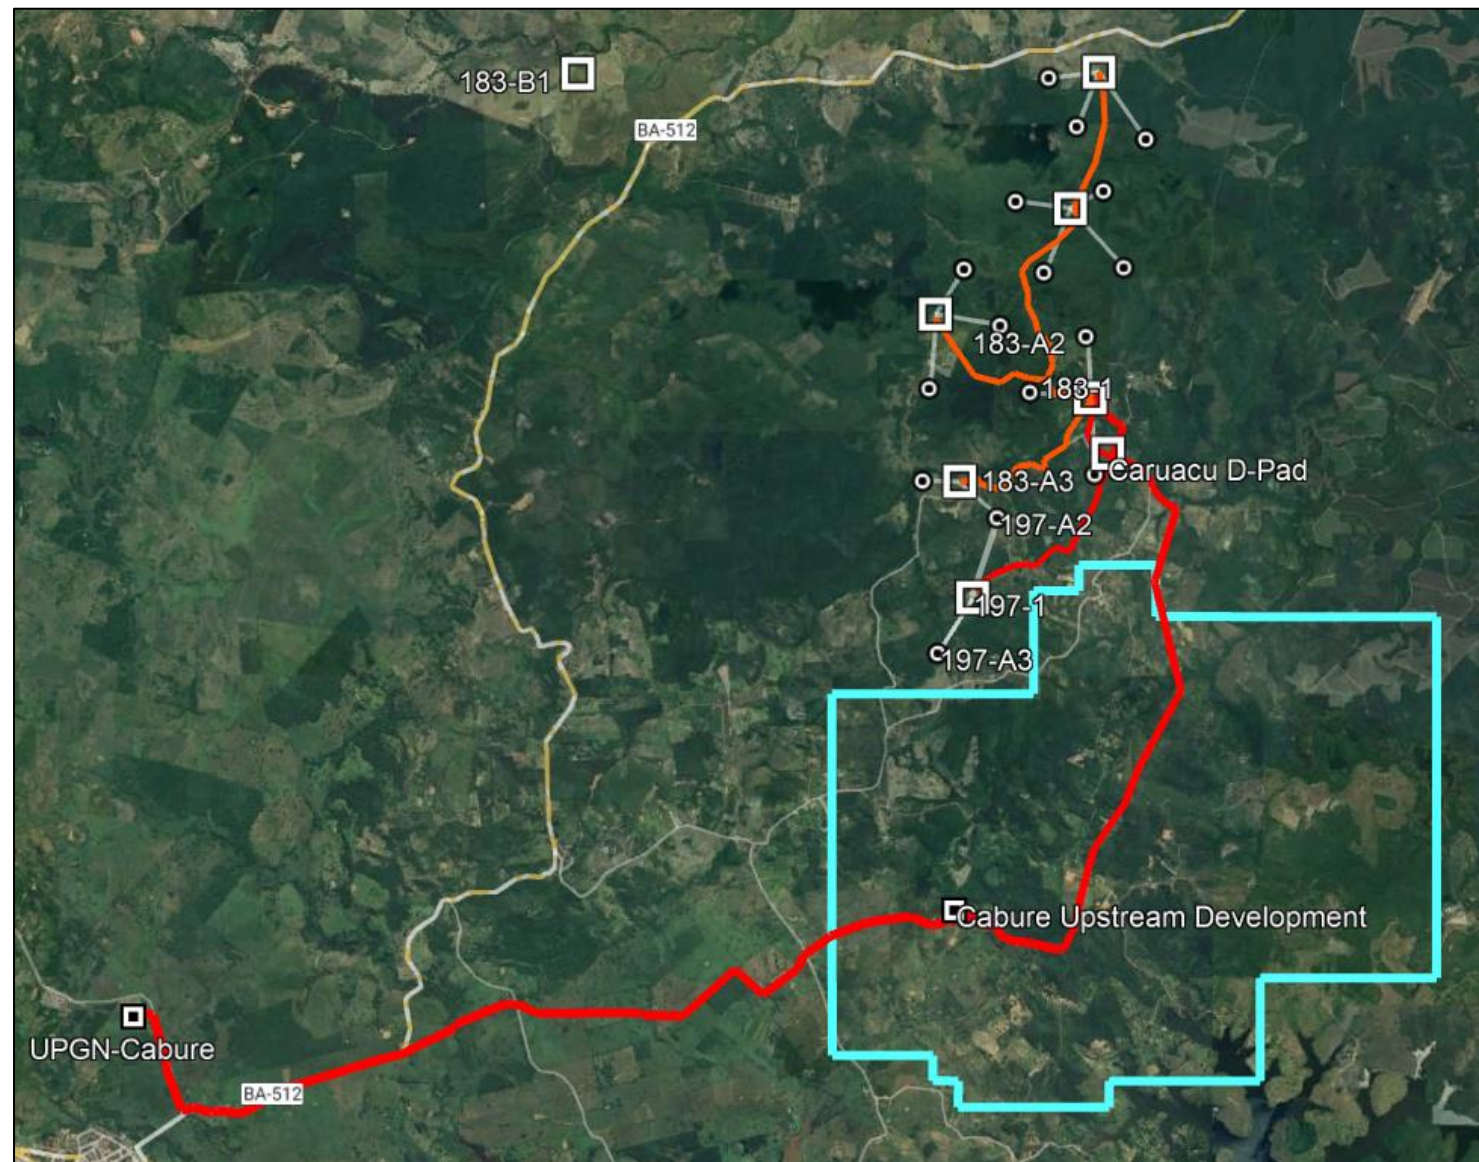 183-B1
BA-512
183-A2
183-1
Caruacu D-Pad
183-A3
197-A2
197-1
197-A3
Cabure Upstream Development
UPGN-Cabure
BA-512